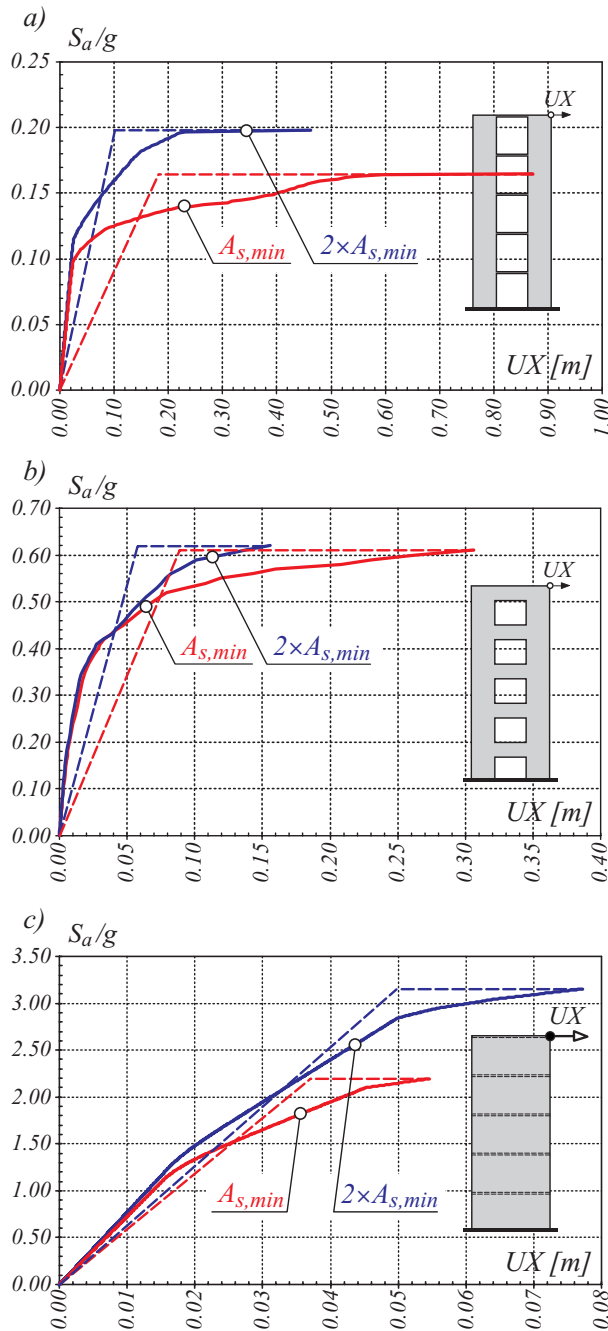 a)
S_a/g
0.25
0.20
0.15
0.10
0.05
0.00
UX
A_s,min
2×A_s,min
UX [m]
0.00 0.10 0.20 0.30 0.40 0.50 0.60 0.70 0.80 0.90 1.00
b)
S_a/g
0.70
0.60
0.50
0.40
0.30
0.20
0.10
0.00
UX
A_s,min
2×A_s,min
UX [m]
0.00 0.05 0.10 0.15 0.20 0.25 0.30 0.35 0.40
c)
S_a/g
3.50
3.00
2.50
2.00
1.50
1.00
0.50
0.00
UX
A_s,min
2×A_s,min
UX [m]
0.00 0.01 0.02 0.03 0.04 0.05 0.06 0.07 0.08